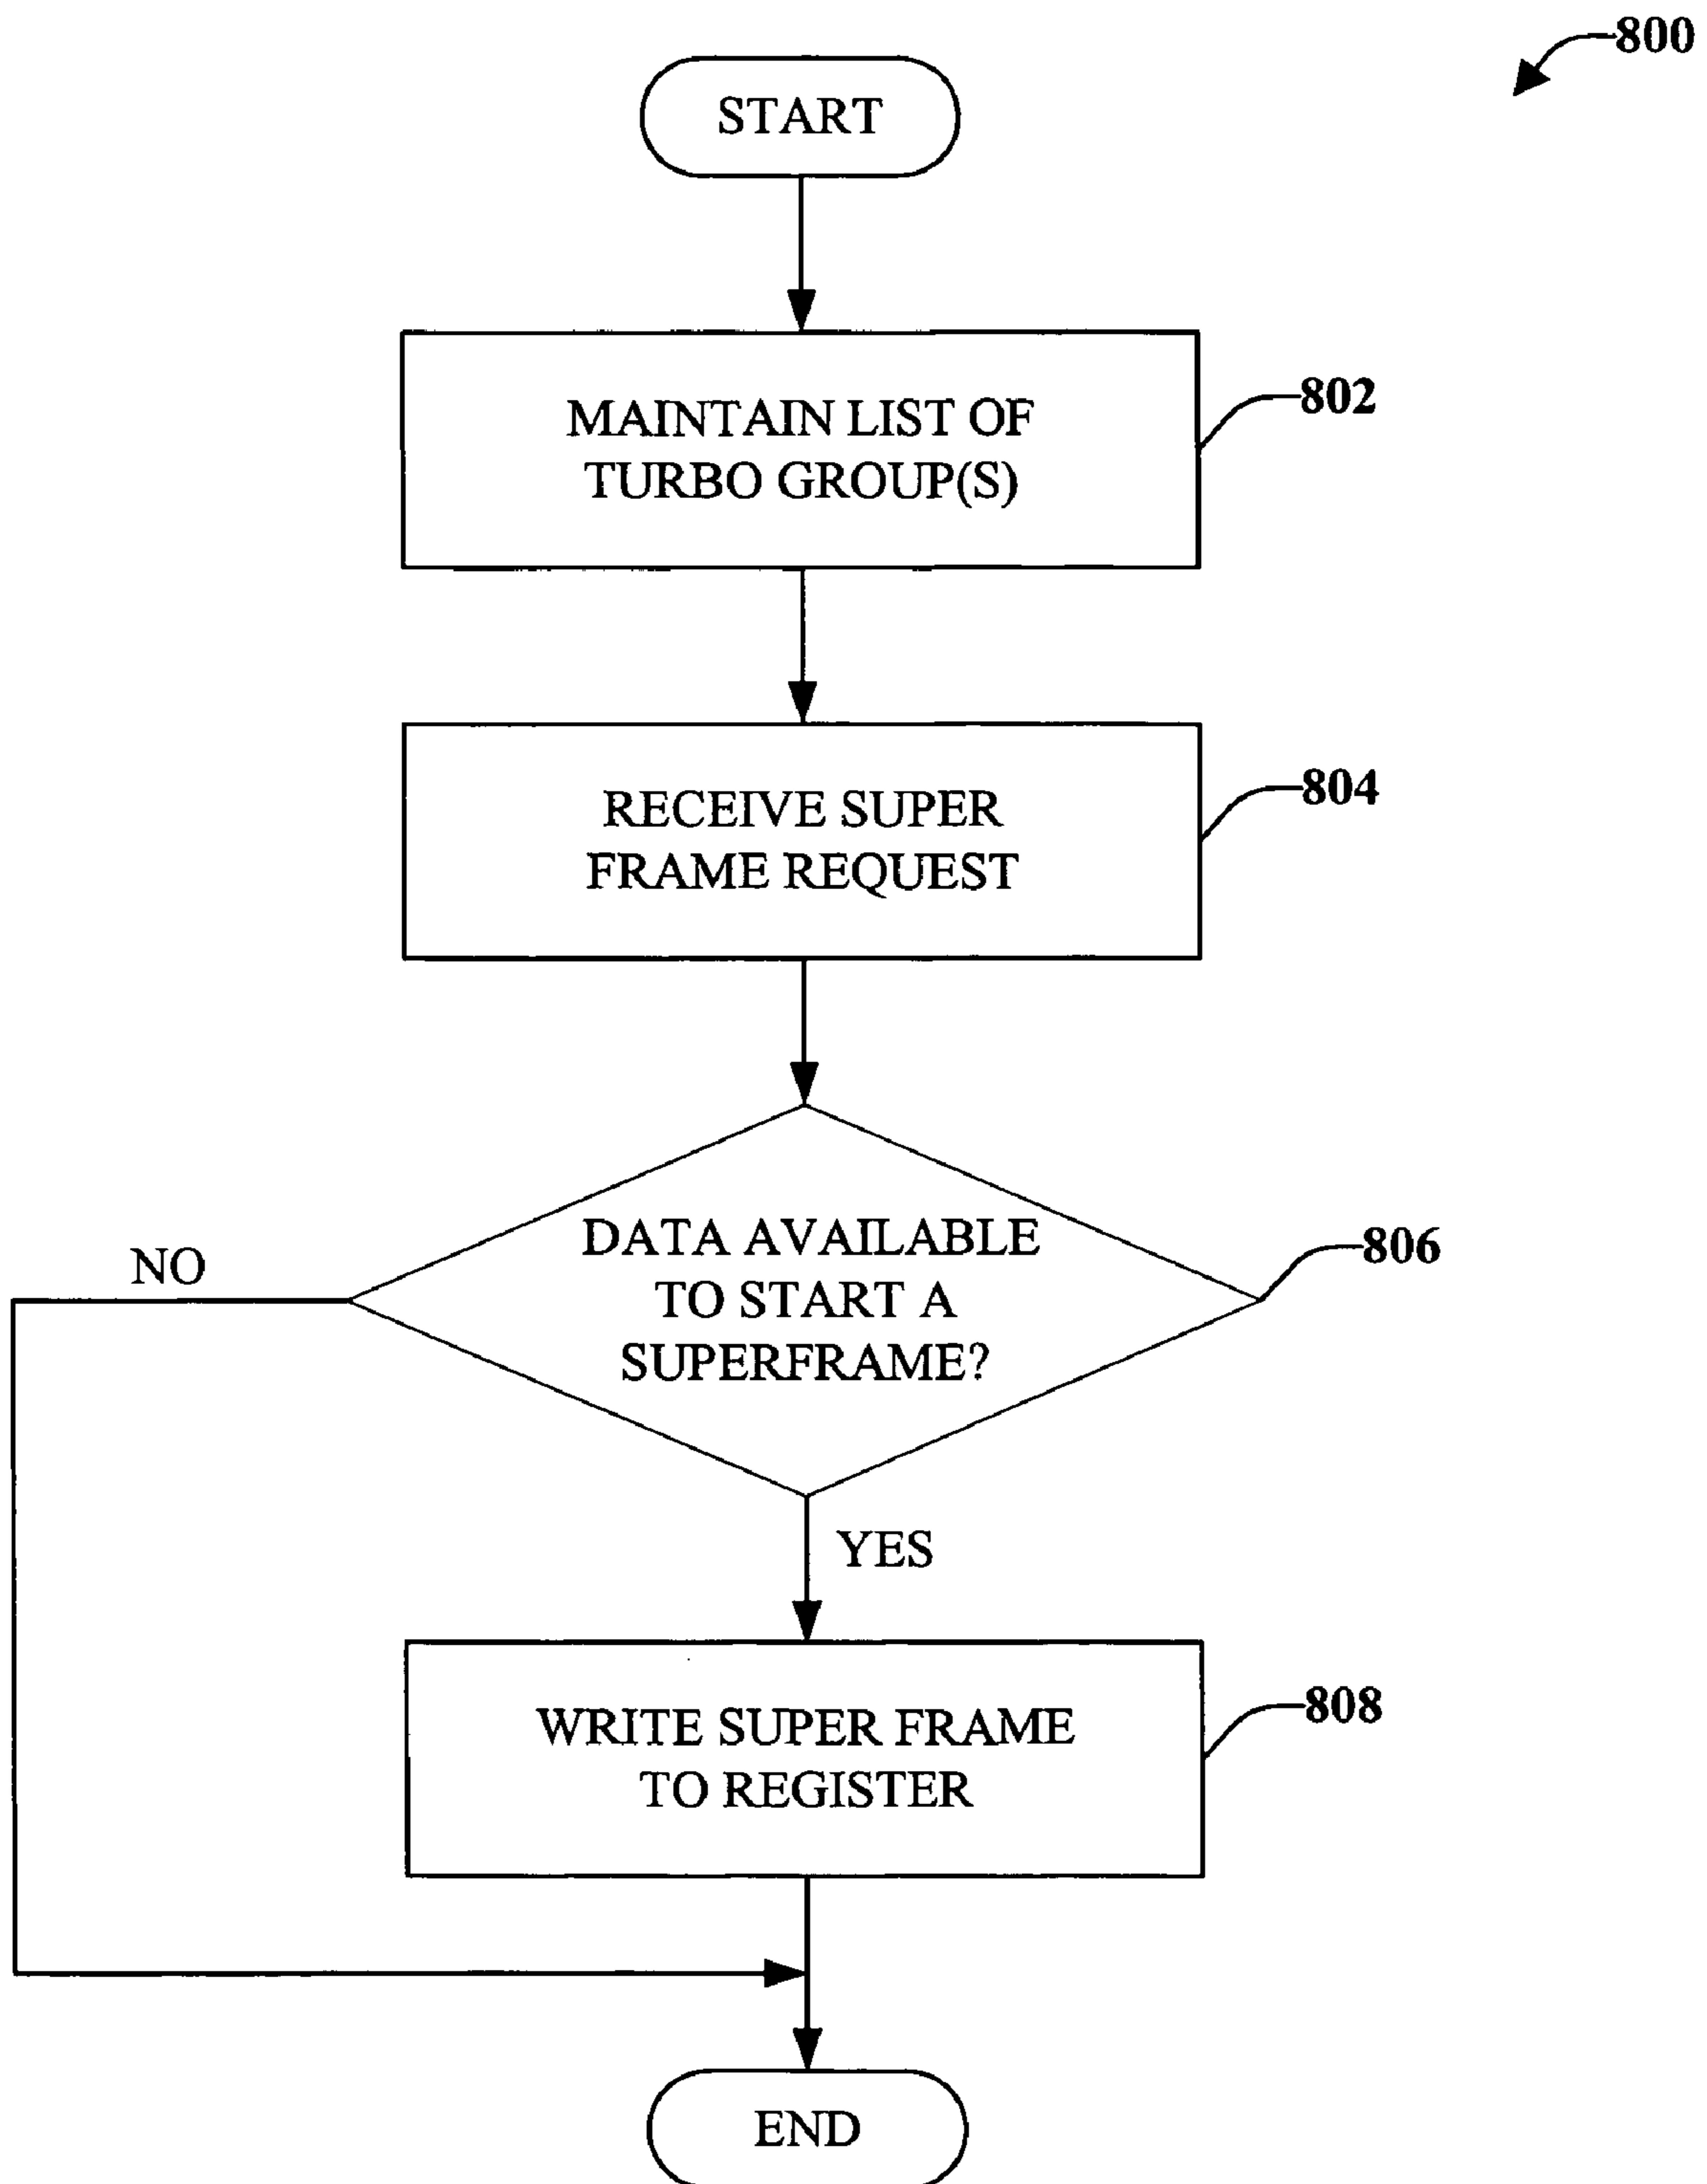 800
START
MAINTAIN LIST OF
TURBO GROUP(S)
802
RECEIVE SUPER
FRAME REQUEST
804
DATA AVAILABLE
TO START A
SUPERFRAME?
806
NO
YES
WRITE SUPER FRAME
TO REGISTER
808
END